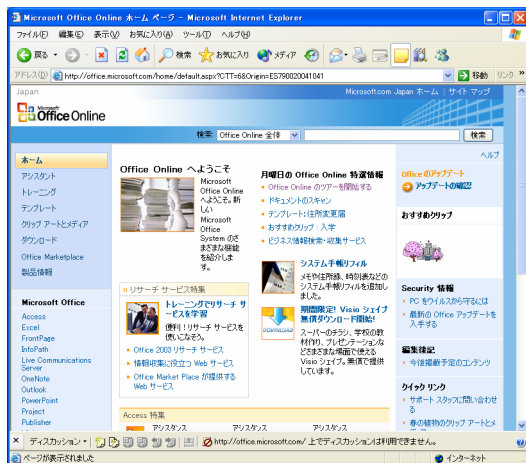 Microsoft Office Online ホーム ページ - Microsoft Internet Explorer
ファイル(F) 編集(E) 表示(V) お気に入り(A) ツール(T) ヘルプ(H)
戻る 検索 お気に入り メディア
アドレス(D) http://office.microsoft.com/home/default.aspx?CTT=6&Origin=ES790020041041 移動 リンク
Japan Microsoft.com Japan ホーム | サイト マップ
Microsoft Office Online
検索: Office Online 全体 検索
ホーム
アシスタント
トレーニング
テンプレート
クリップ アートとメディア
ダウンロード
Office Marketplace
製品情報
Microsoft Office
Access
Excel
FrontPage
InfoPath
Live Communications
Server
OneNote
Outlook
PowerPoint
Project
Publisher
Office Online へようこそ
Microsoft
Office Online
へようこそ。新
しい
Microsoft
Office
System のさ
まざまな機能
を紹介しま
す。
リサーチ サービス特集
トレーニングでリサーチ サ
ービスを学習
便利！リサーチ サービスを
使いこなそう。
Office 2003 リサーチ サービス
情報収集に役立つ Web サービス
Office Market Place が提供する
Web サービス
Access 特集
アシスタンス アシスタンス アシスタンス
月曜日の Office Online 特選情報
Office Online のツアーを開始する
ドキュメントのスキャン
テンプレート: 住所変更届
おすすめクリップ : 入学
ビジネス情報検索・収集サービス
システム手帳リフィル
メモや住所録、時刻表などの
システム手帳リフィルを追加し
ました。
DOWNLOAD
期間限定! Visio シェイプ
無償ダウンロード開始!
スーパーのチラシ、学校の教
材作り、プレゼンテーションな
どさまざまな場面で使える
Visio シェイプ。無償で提供
しています。
ヘルプ
Office のアップデート
アップデートの確認
おすすめクリップ
Security 情報
PC をウイルスから守るには
最新の Office アップデートを
入手する
編集後記
今後掲載予定のコンテンツ
クイック リンク
サポート スタッフに問い合わせ
る
春の植物のクリップ アートとメ
ディスカッション http://office.microsoft.com/ 上でディスカッションは利用できません。
ページが表示されました インターネット